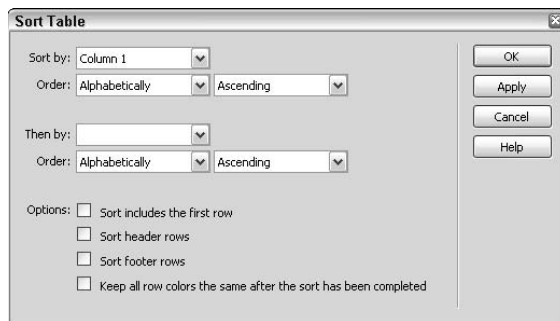 Sort Table
Sort by: Column 1
Order: Alphabetically Ascending
Then by:
Order: Alphabetically Ascending
Options: Sort includes the first row
Sort header rows
Sort footer rows
Keep all row colors the same after the sort has been completed
OK
Apply
Cancel
Help